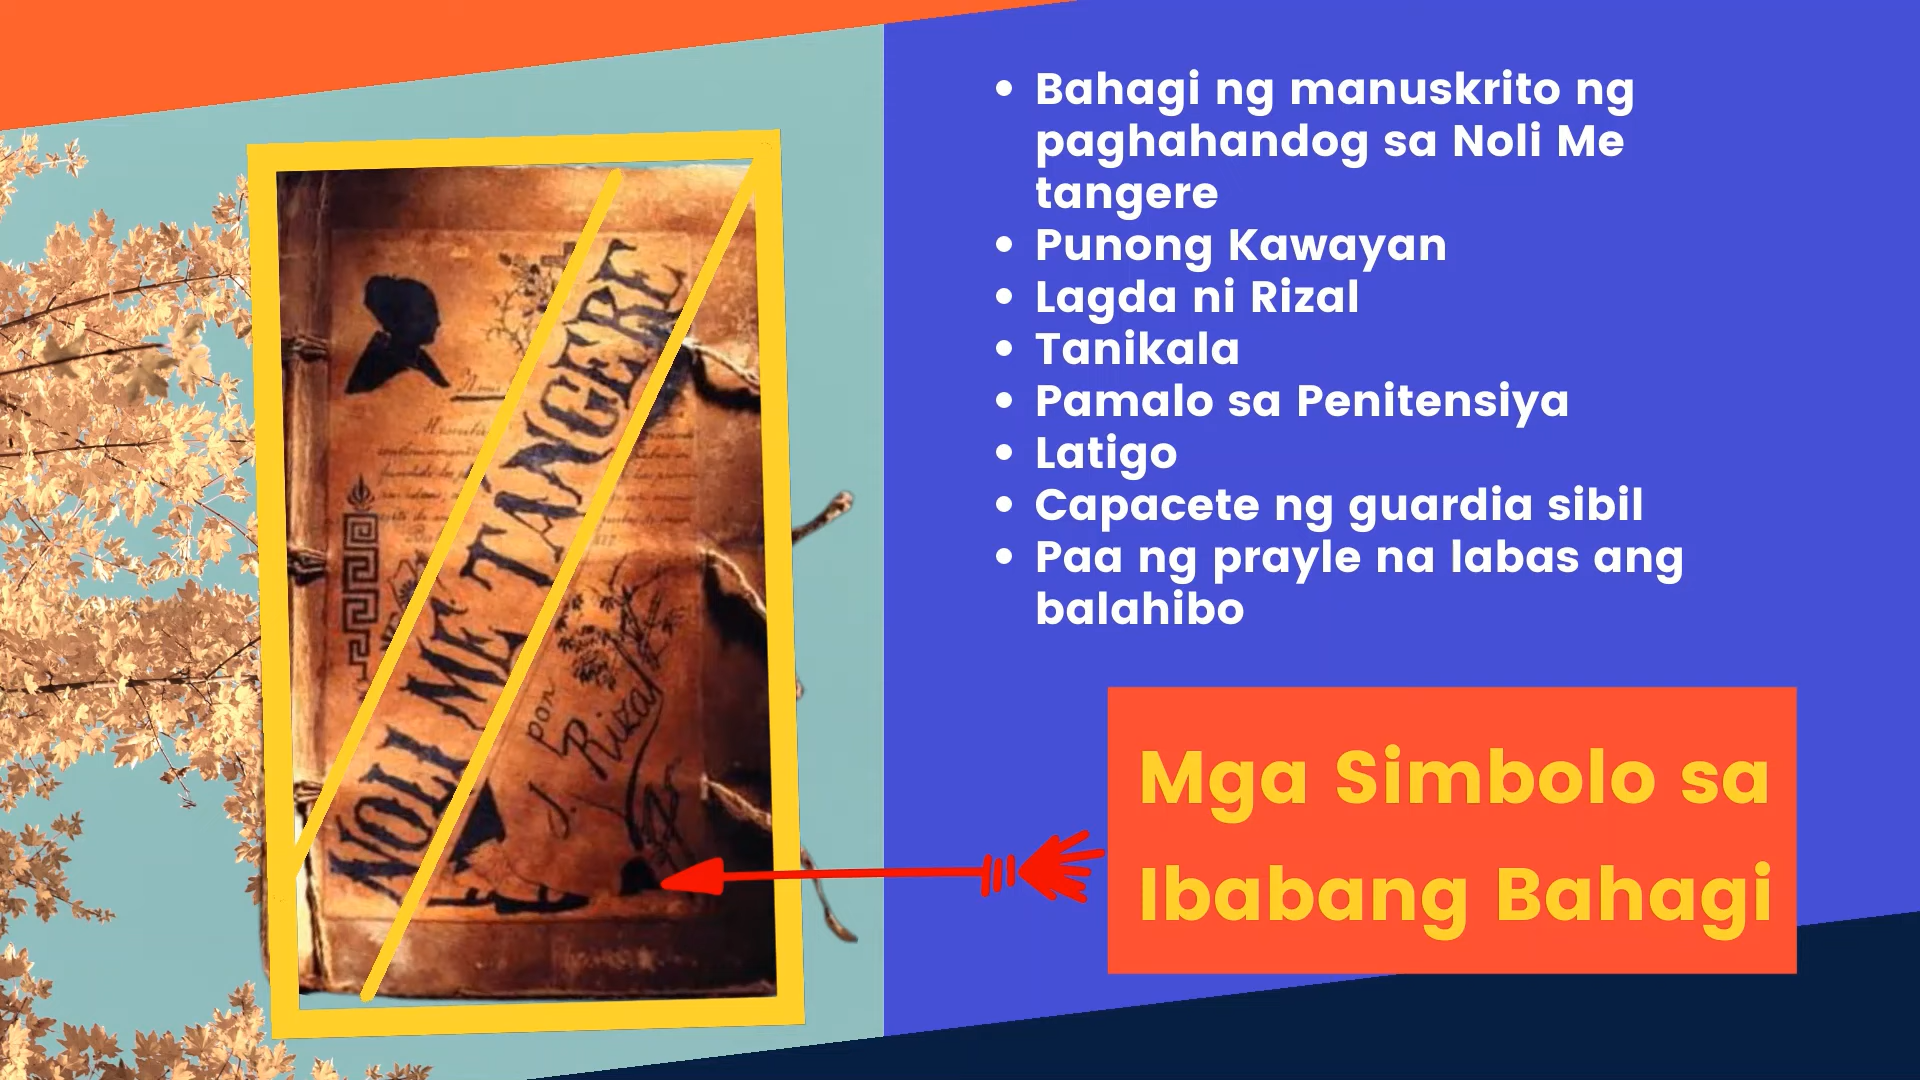 NOLI ME TÁNGERE
por
J. Rizal
Bahagi ng manuskrito ng
paghahandog sa Noli Me
tangere
Punong Kawayan
Lagda ni Rizal
Tanikala
Pamalo sa Penitensiya
Latigo
Capacete ng guardia sibil
Paa ng prayle na labas ang
balahibo
Mga Simbolo sa
Ibabang Bahagi